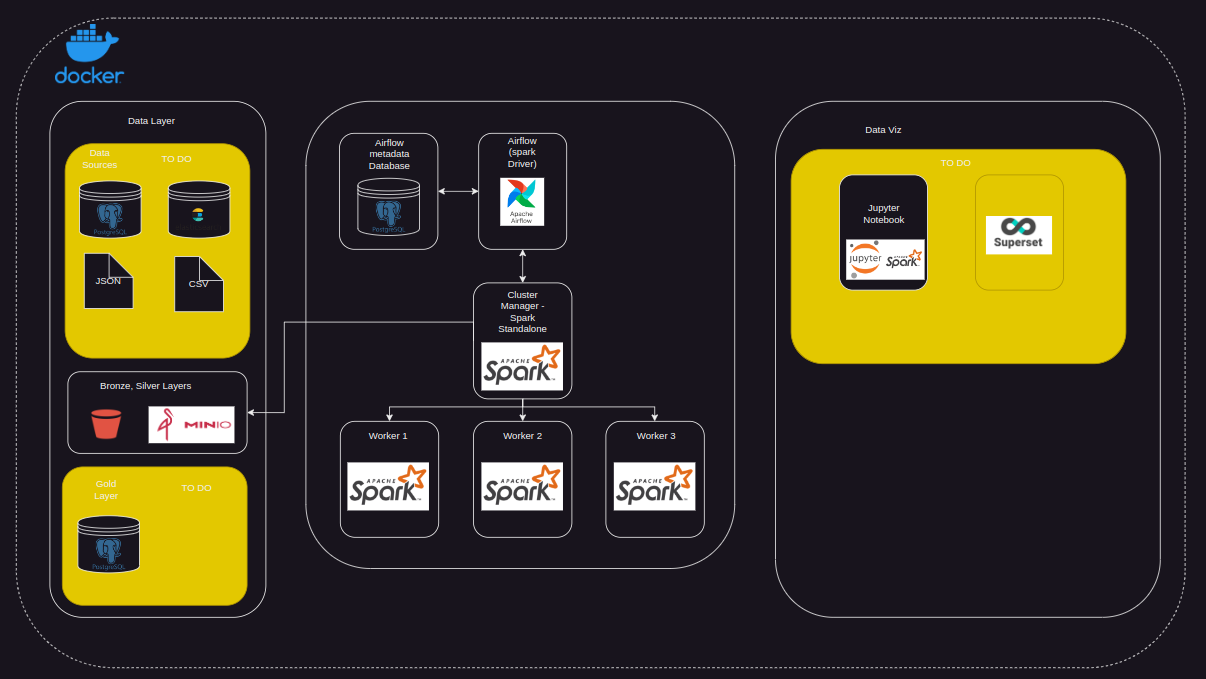 docker
Data Layer
Data
Sources
TO DO
PostgreSQL
JSON
CSV
Bronze, Silver Layers
MINIO
Gold
Layer
TO DO
PostgreSQL
Airflow
metadata
Database
PostgreSQL
Airflow
(spark
Driver)
Apache
Airflow
Cluster
Manager -
Spark
Standalone
APACHE
Spark
Worker 1
APACHE
Spark
Worker 2
APACHE
Spark
Worker 3
APACHE
Spark
Data Viz
TO DO
Jupyter
Notebook
jupyter
Spark
Superset